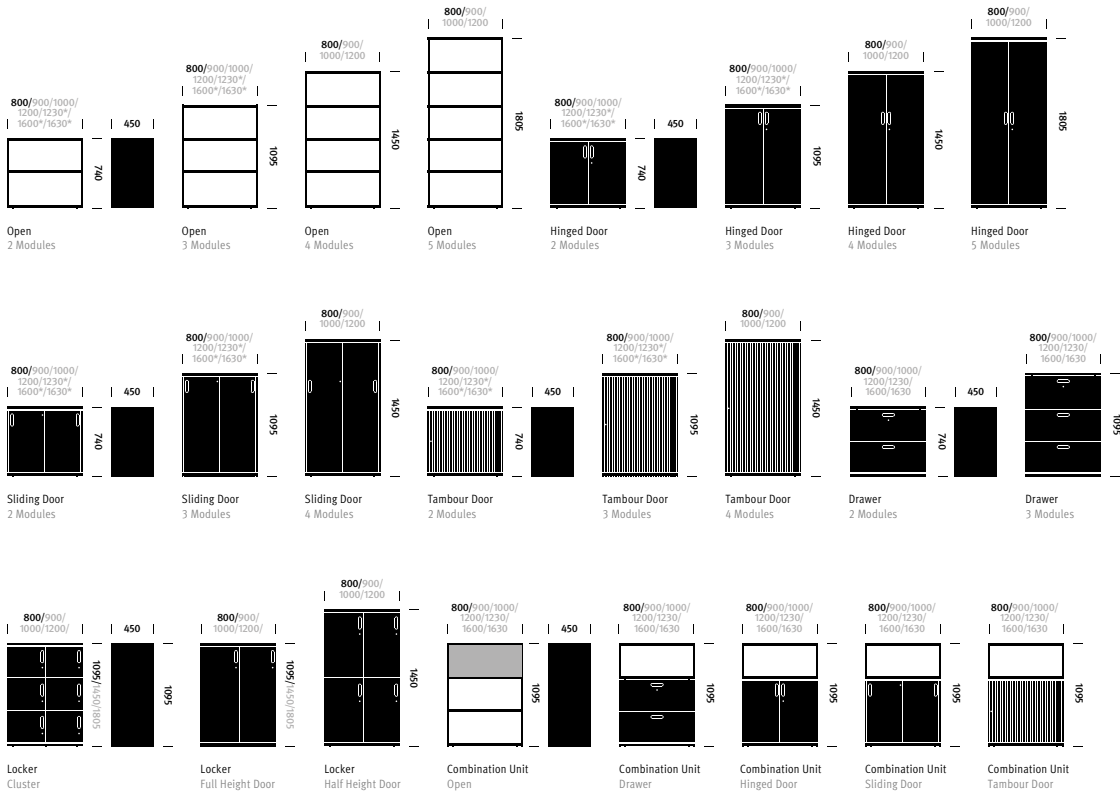 800/900/1000/
1200/1230*/
1600*/1630*
450
740
Open
2 Modules
800/900/1000/
1200/1230*/
1600*/1630*
1095
Open
3 Modules
800/900/
1000/1200
1450
Open
4 Modules
800/900/
1000/1200
1805
Open
5 Modules
800/900/1000/
1200/1230*/
1600*/1630*
450
740
Hinged Door
2 Modules
800/900/1000/
1200/1230*/
1600*/1630*
1095
Hinged Door
3 Modules
800/900/
1000/1200
1450
Hinged Door
4 Modules
800/900/
1000/1200
1805
Hinged Door
5 Modules
800/900/1000/
1200/1230*/
1600*/1630*
450
740
Sliding Door
2 Modules
800/900/1000/
1200/1230*/
1600*/1630*
1095
Sliding Door
3 Modules
800/900/
1000/1200
1450
Sliding Door
4 Modules
800/900/1000/
1200/1230*/
1600*/1630*
450
740
Tambour Door
2 Modules
800/900/1000/
1200/1230*/
1600*/1630*
1095
Tambour Door
3 Modules
800/900/
1000/1200
1450
Tambour Door
4 Modules
800/900/1000/
1200/1230/
1600/1630
450
740
Drawer
2 Modules
800/900/1000/
1200/1230/
1600/1630
1095
Drawer
3 Modules
800/900/
1000/1200/
450
1095/1450/1805
1095
Locker
Cluster
800/900/
1000/1200/
1095/1450/1805
Locker
Full Height Door
800/900/
1000/1200
1450
Locker
Half Height Door
800/900/1000/
1200/1230/
1600/1630
450
1095
Combination Unit
Open
800/900/1000/
1200/1230/
1600/1630
1095
Combination Unit
Drawer
800/900/1000/
1200/1230/
1600/1630
1095
Combination Unit
Hinged Door
800/900/1000/
1200/1230/
1600/1630
1095
Combination Unit
Sliding Door
800/900/1000/
1200/1230/
1600/1630
1095
Combination Unit
Tambour Door